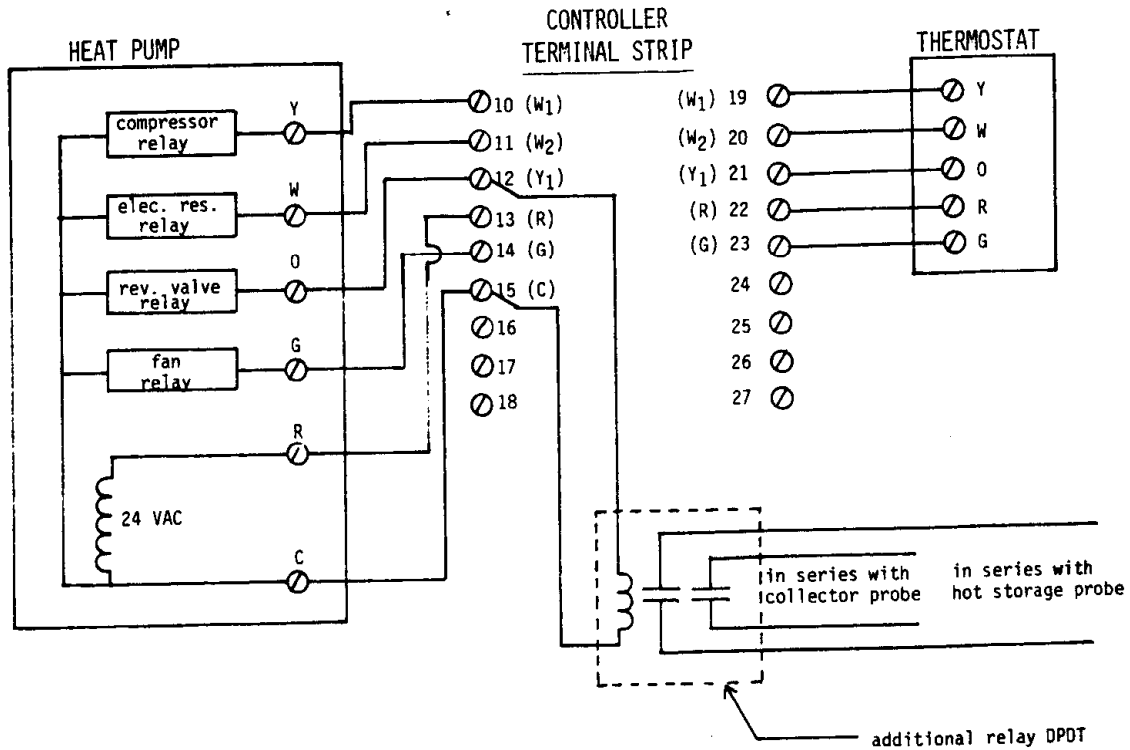 HEAT PUMP
CONTROLLER
TERMINAL STRIP
THERMOSTAT
compressor
relay
Y
elec. res.
relay
W
rev. valve
relay
O
fan
relay
G
R
24 VAC
C
10 (W1)
11 (W2)
12 (Y1)
13 (R)
14 (G)
15 (C)
16
17
18
(W1) 19
(W2) 20
(Y1) 21
(R) 22
(G) 23
24
25
26
27
Y
W
O
R
G
in series with
collector probe
in series with
hot storage probe
additional relay DPDT